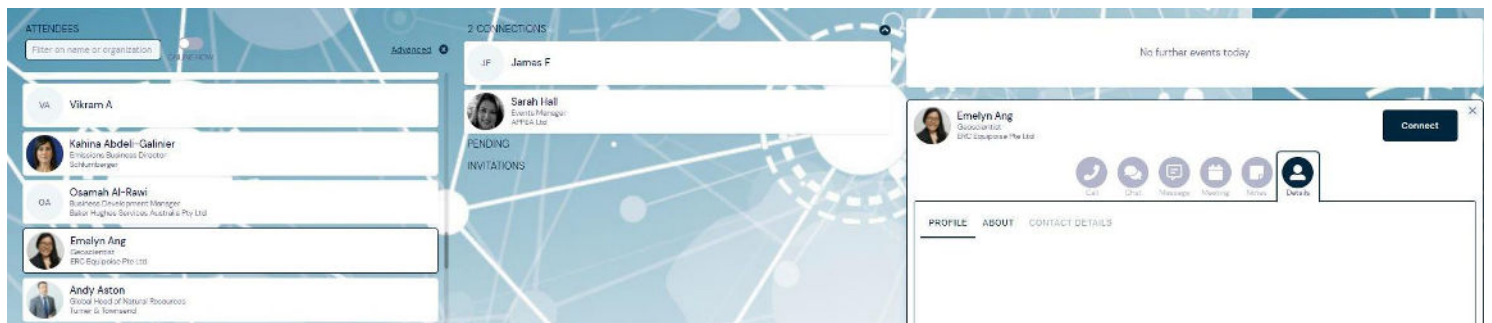 ATTENDEES
Filter on name or organization
ONLINE NOW
Advanced
VA Vikram A
Kahina Abdeli-Galinier
Emissions Business Director
Schlumberger
OA
Osamah Al-Rawi
Business Development Manager
Baker Hughes Services Australia Pty Ltd
Emelyn Ang
Geoscientist
ERC Equipoise Pte Ltd
Andy Aston
Global Head of Natural Resources
Turner & Townsend
2 CONNECTIONS
JF James F
Sarah Hall
Events Manager
APPEA Ltd
PENDING
INVITATIONS
No further events today
Emelyn Ang
Geoscientist
ERC Equipoise Pte Ltd
Connect
Call Chat Message Meeting Notes Details
PROFILE ABOUT CONTACT DETAILS